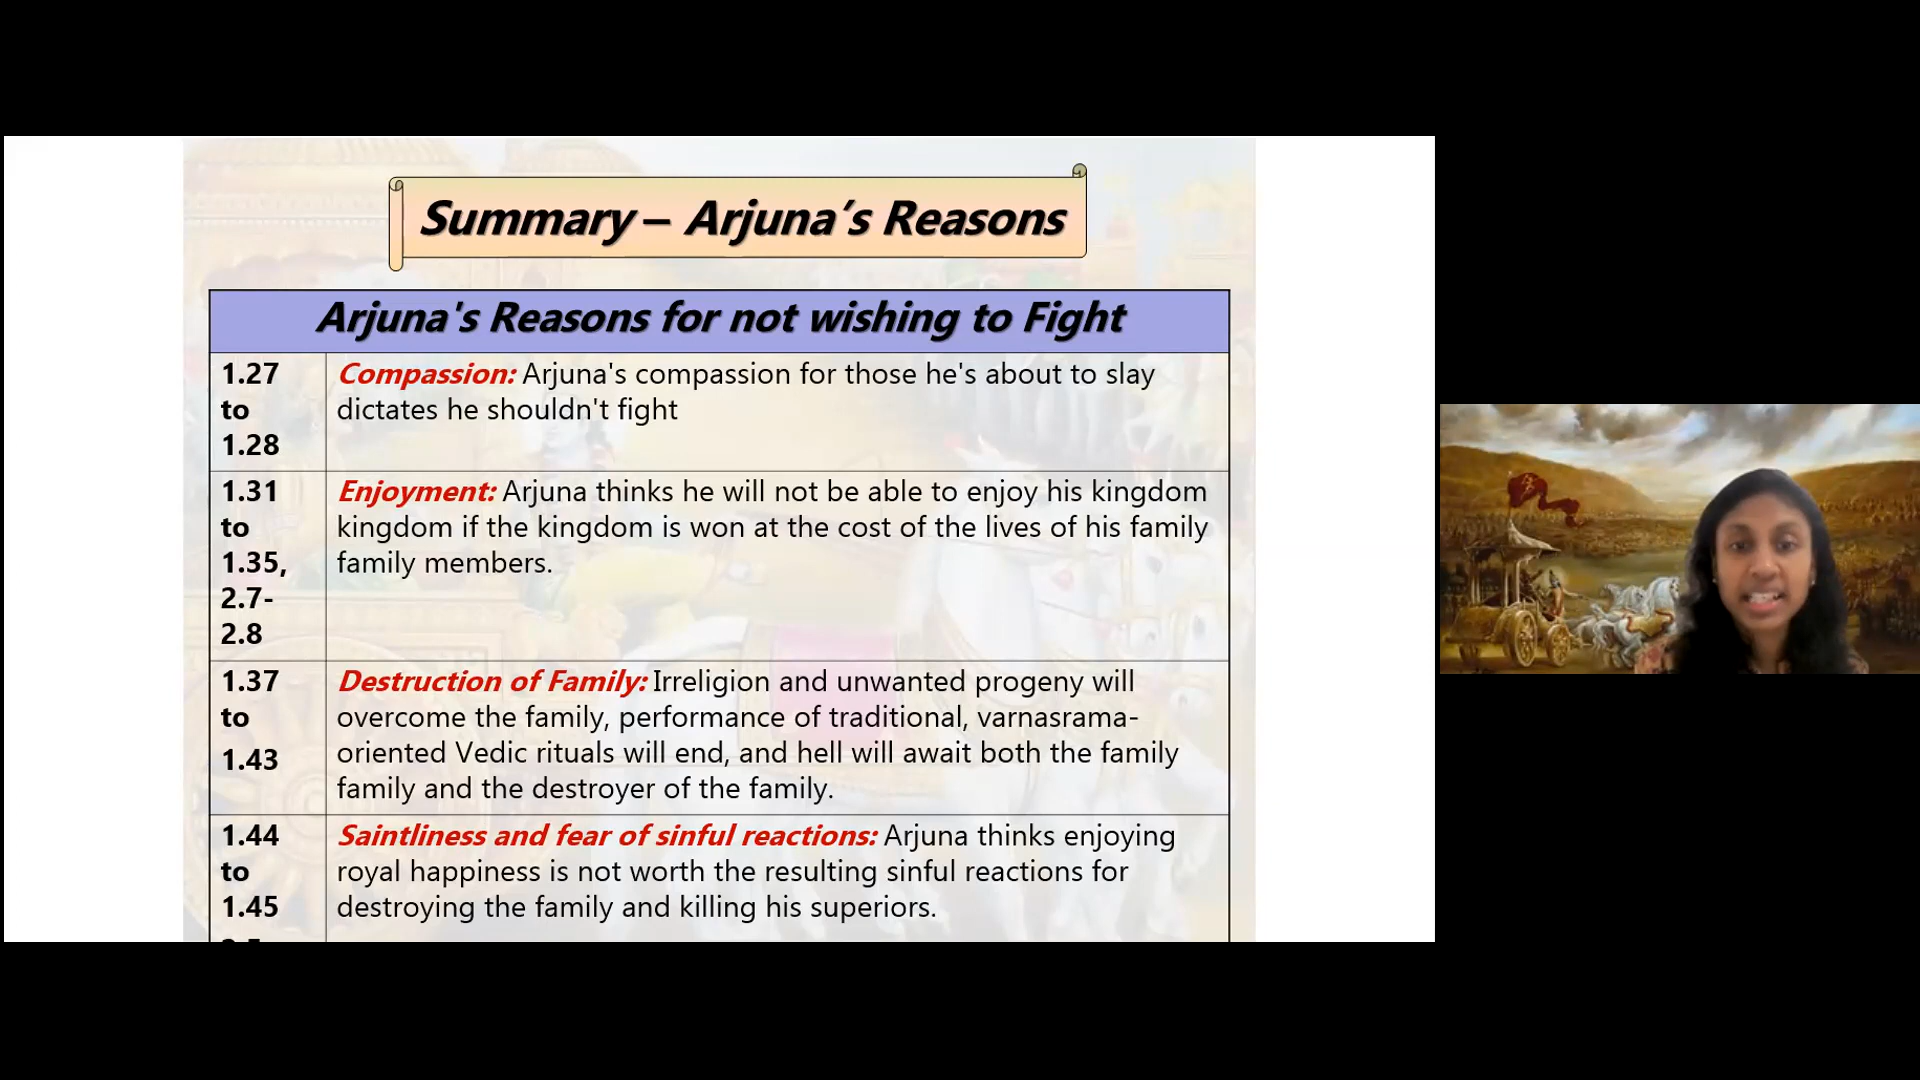 Summary – Arjuna’s Reasons
Arjuna's Reasons for not wishing to Fight
1.27
to
1.28
Compassion: Arjuna's compassion for those he's about to slay
dictates he shouldn't fight
1.31
to
1.35,
2.7-
2.8
Enjoyment: Arjuna thinks he will not be able to enjoy his kingdom
kingdom if the kingdom is won at the cost of the lives of his family
family members.
1.37
to
1.43
Destruction of Family: Irreligion and unwanted progeny will
overcome the family, performance of traditional, varnasrama-
oriented Vedic rituals will end, and hell will await both the family
family and the destroyer of the family.
1.44
to
1.45
Saintliness and fear of sinful reactions: Arjuna thinks enjoying
royal happiness is not worth the resulting sinful reactions for
destroying the family and killing his superiors.